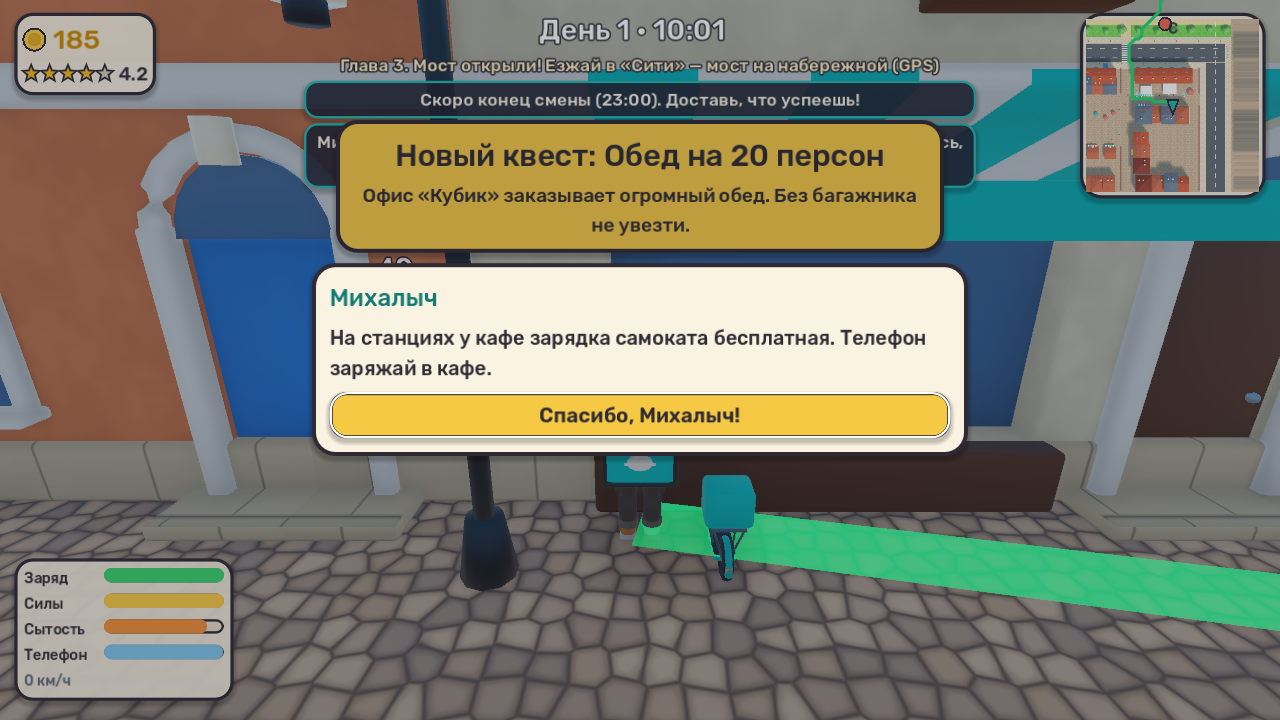 185
4.2
День 1 • 10:01
Глава 3. Мост открыли! Езжай в «Сити» — мост на набережной (GPS)
Скоро конец смены (23:00). Доставь, что успеешь!
Новый квест: Обед на 20 персон
Офис «Кубик» заказывает огромный обед. Без багажника
не увезти.
Михалыч
На станциях у кафе зарядка самоката бесплатная. Телефон
заряжай в кафе.
Спасибо, Михалыч!
Заряд
Силы
Сытость
Телефон
0 км/ч